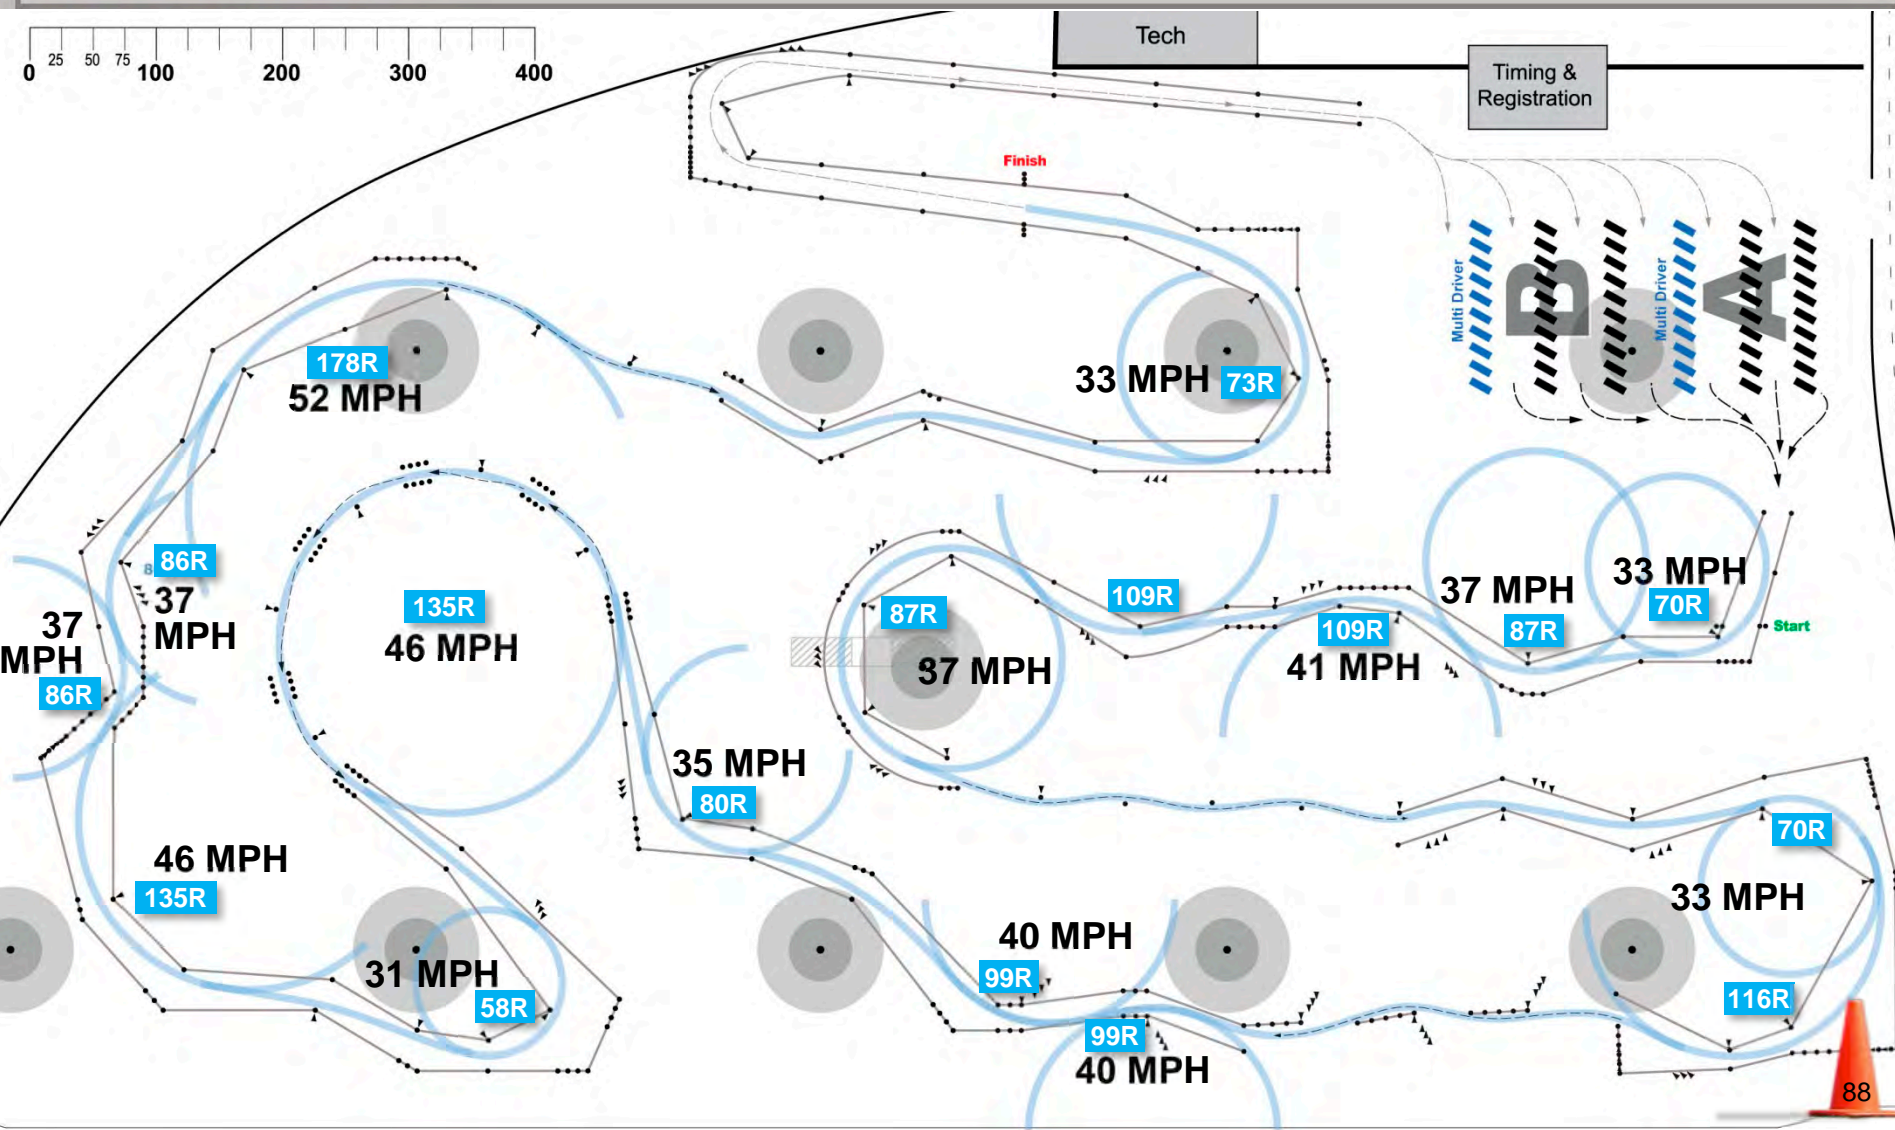 Tech
Timing &
Registration
0 25 50 75 100 200 300 400
Finish
Multi Driver
B
Multi Driver
A
178R
52 MPH
33 MPH
73R
86R
37
MPH
37
MPH
86R
135R
46 MPH
87R
37 MPH
109R
109R
41 MPH
37 MPH
87R
33 MPH
70R
Start
35 MPH
80R
46 MPH
135R
31 MPH
58R
40 MPH
99R
99R
40 MPH
70R
33 MPH
116R
88